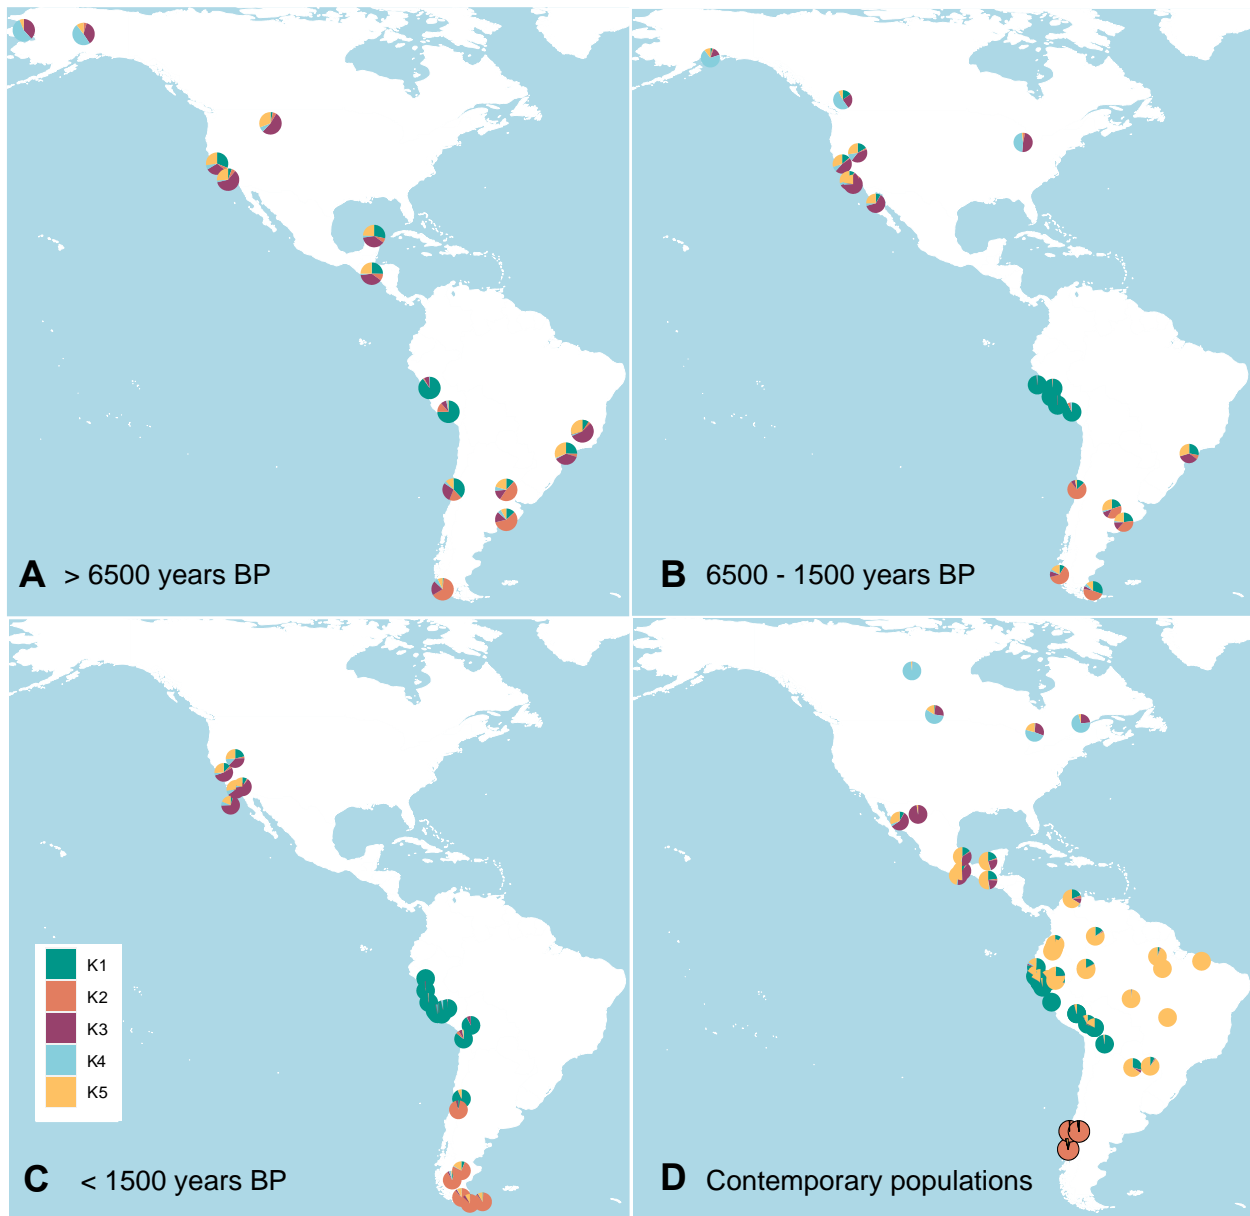 A > 6500 years BP
B 6500 - 1500 years BP
K1
K2
K3
K4
K5
C < 1500 years BP
D Contemporary populations